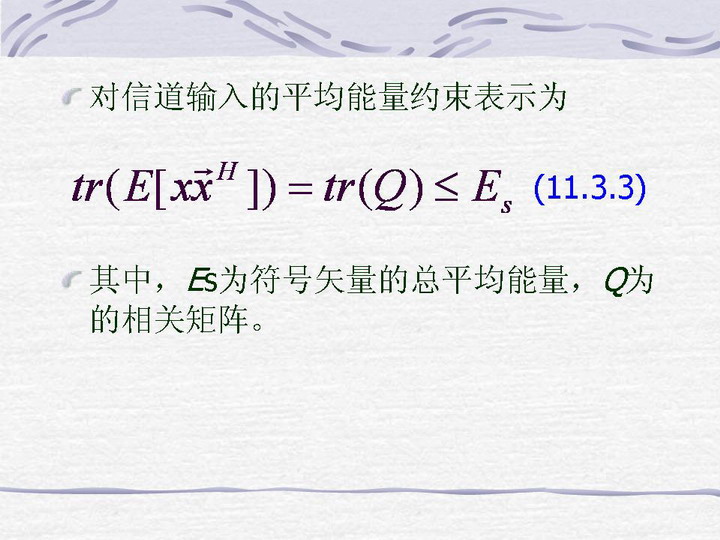 对信道输入的平均能量约束表示为
tr(E[xx⃗^H]) = tr(Q) ≤ E_s (11.3.3)
其中，Es为符号矢量的总平均能量，Q为
的相关矩阵。